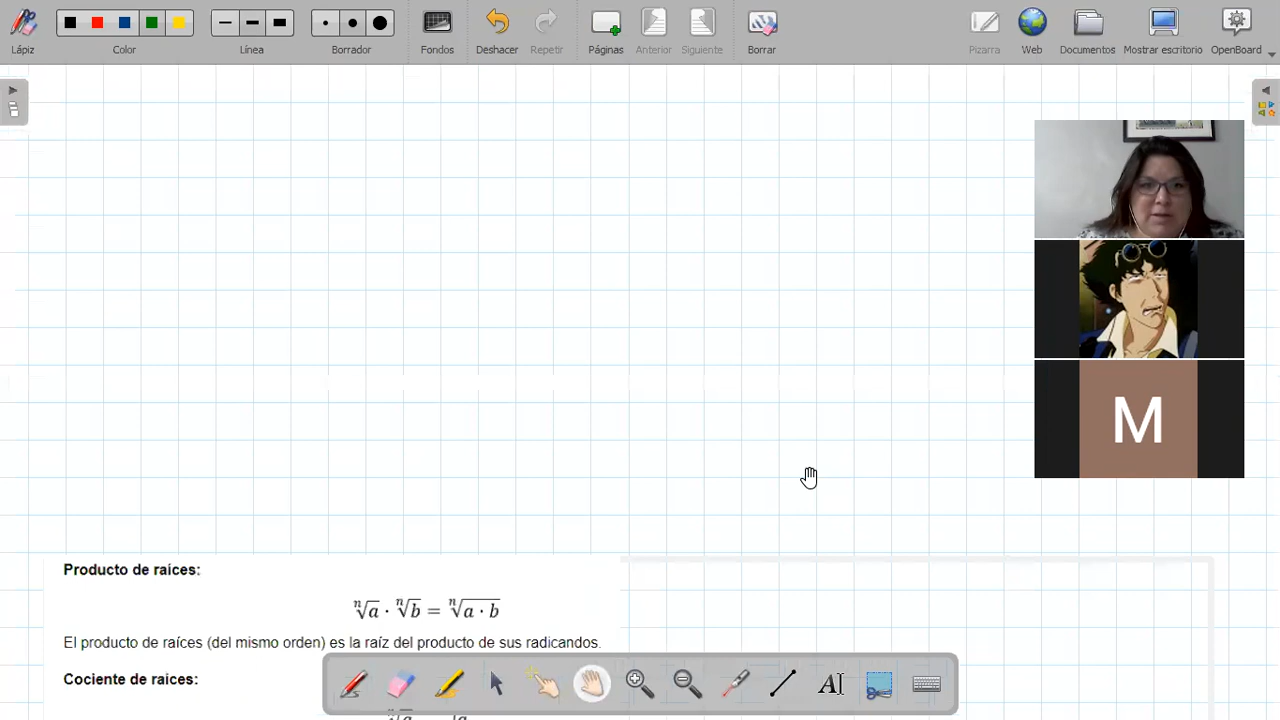 Lápiz Color Línea Borrador Fondos Deshacer Repetir Páginas Anterior Siguiente Borrar Pizarra Web Documentos Mostrar escritorio OpenBoard
M
Producto de raíces:
ⁿ√a · ⁿ√b = ⁿ√(a · b)
El producto de raíces (del mismo orden) es la raíz del producto de sus radicandos.
Cociente de raíces: